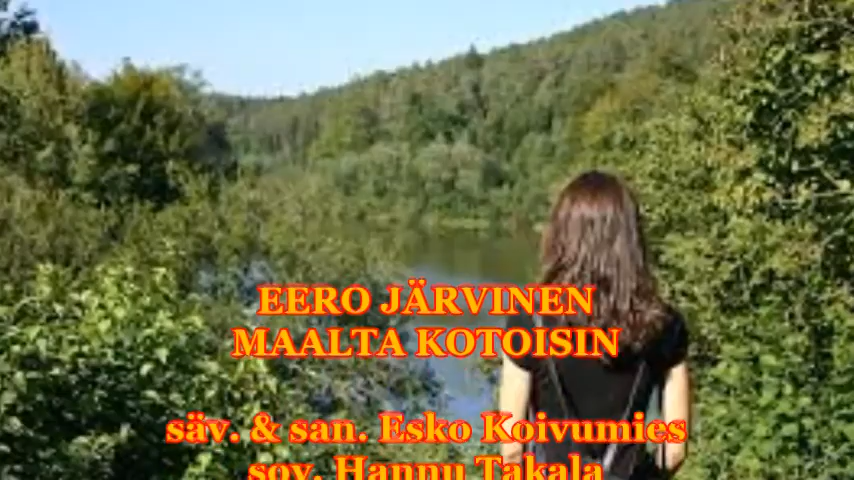 EERO JÄRVINEN
MAALTA KOTOISIN
säv. & san. Esko Koivumies
sov. Hannu Takala